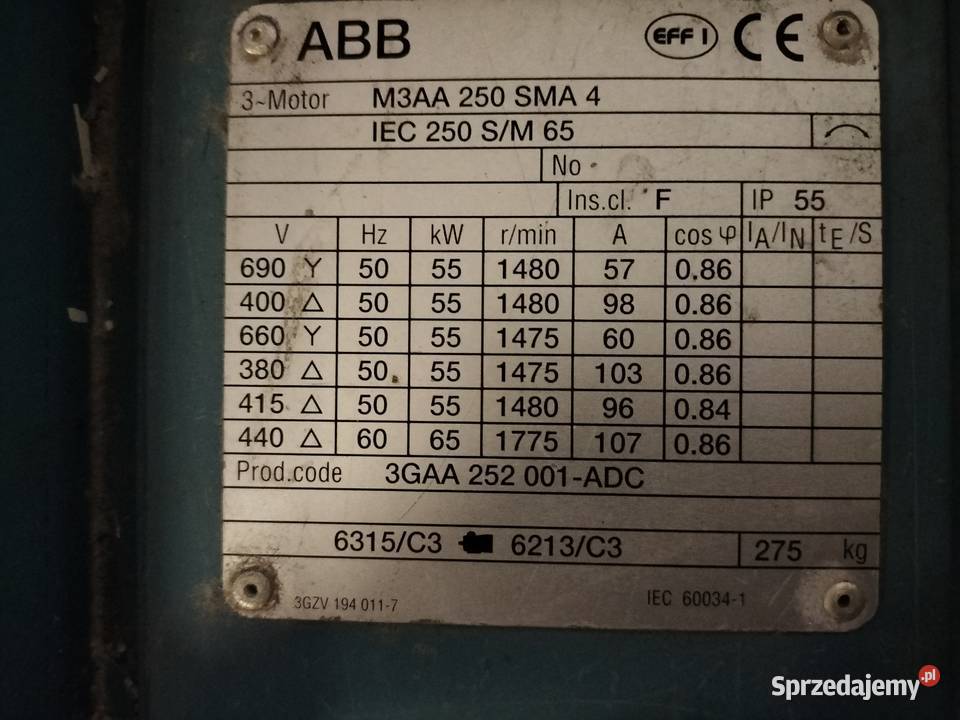 ABB EFF 1 CE
3~Motor M3AA 250 SMA 4
IEC 250 S/M 65
No
Ins.cl. F IP 55
V Hz kW r/min A cos φ IA/IN tE/S
690 Y 50 55 1480 57 0.86
400 △ 50 55 1480 98 0.86
660 Y 50 55 1475 60 0.86
380 △ 50 55 1475 103 0.86
415 △ 50 55 1480 96 0.84
440 △ 60 65 1775 107 0.86
Prod.code 3GAA 252 001-ADC
6315/C3 6213/C3 275 kg
3GZV 194 011-7 IEC 60034-1
Sprzedajemy.pl